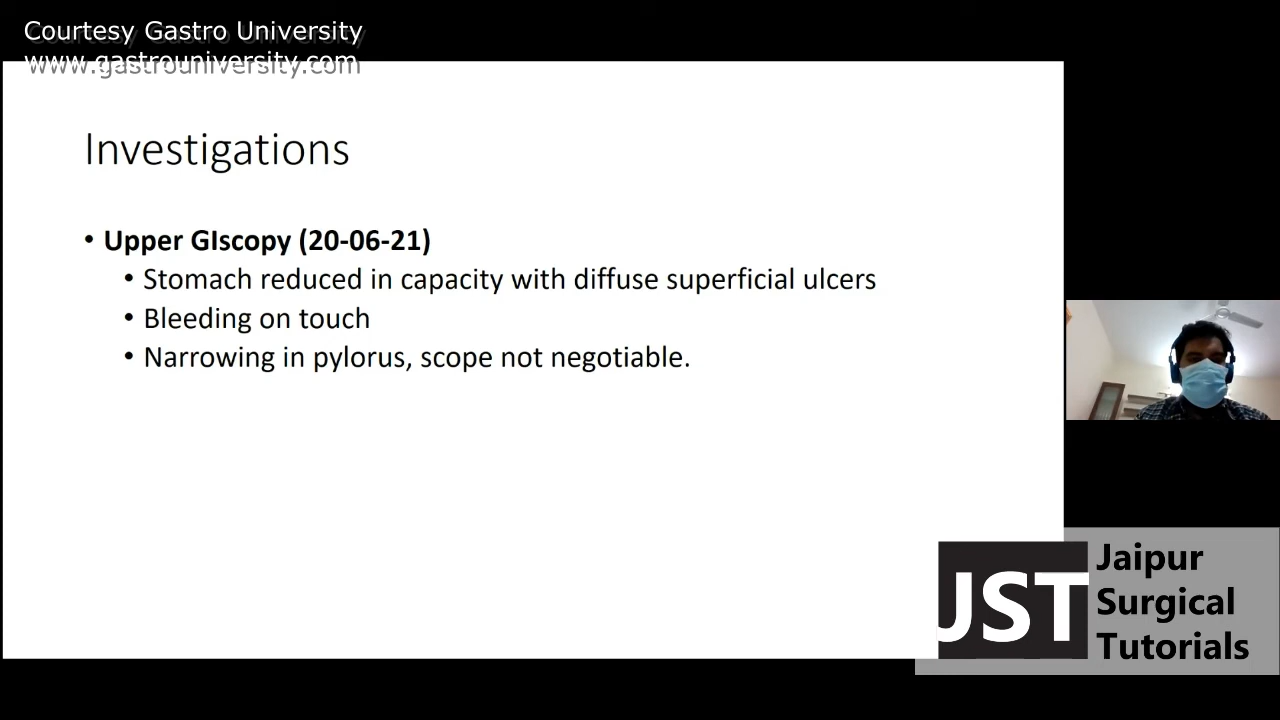 Courtesy Gastro University
www.gastrouniversity.com
Investigations
• Upper GIscopy (20-06-21)
• Stomach reduced in capacity with diffuse superficial ulcers
• Bleeding on touch
• Narrowing in pylorus, scope not negotiable.
JST
Jaipur
Surgical
Tutorials